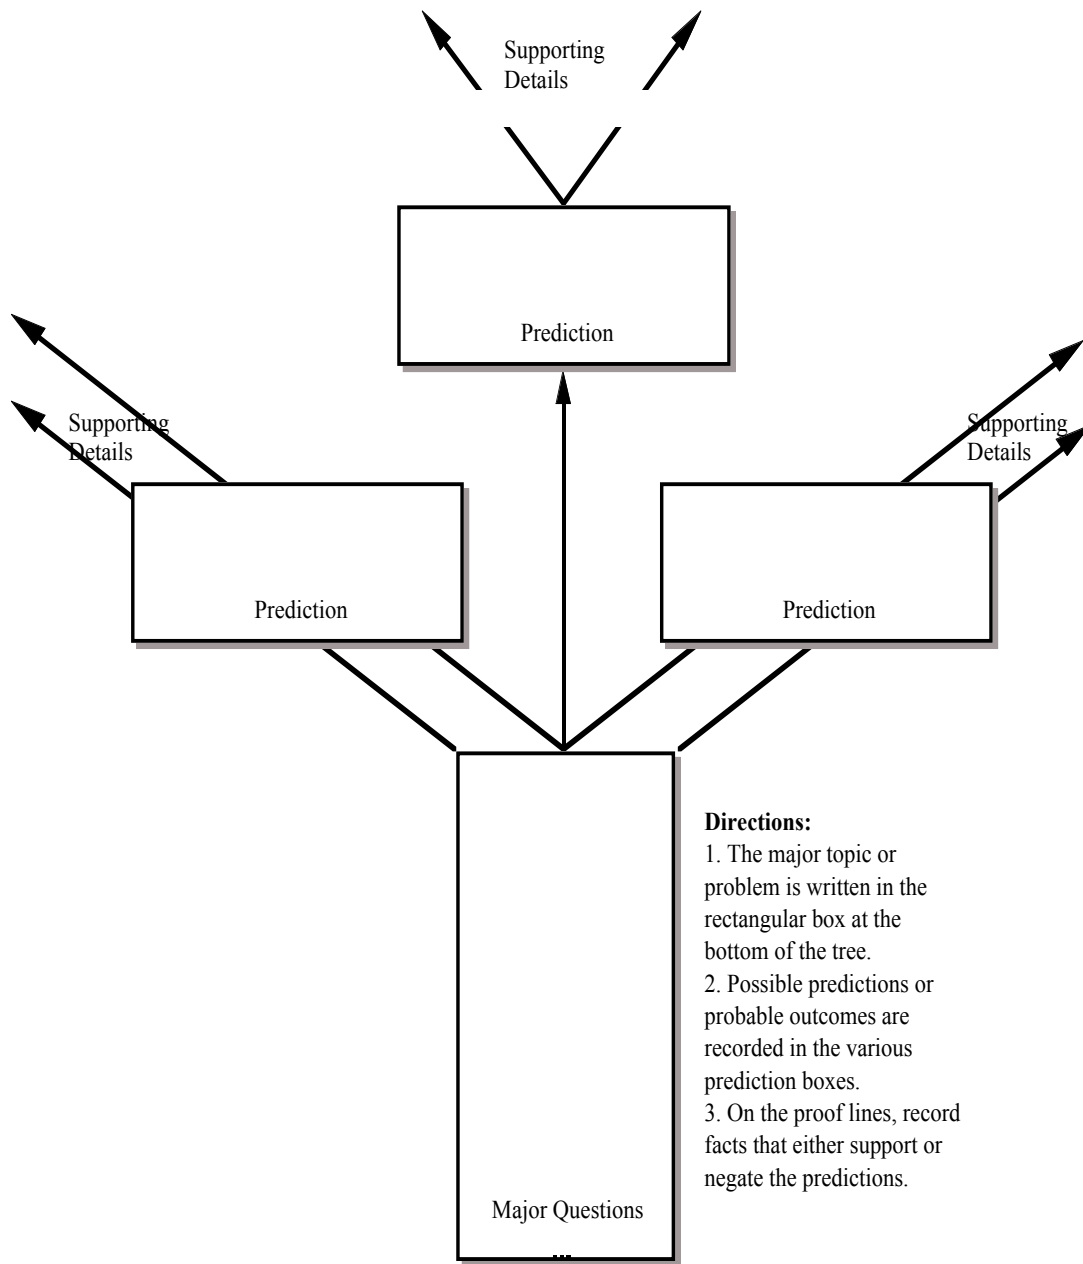 Supporting
Details
Prediction
Supporting
Details
Supporting
Details
Prediction
Prediction
Directions:
1. The major topic or
problem is written in the
rectangular box at the
bottom of the tree.
2. Possible predictions or
probable outcomes are
recorded in the various
prediction boxes.
3. On the proof lines, record
facts that either support or
negate the predictions.
Major Questions
...